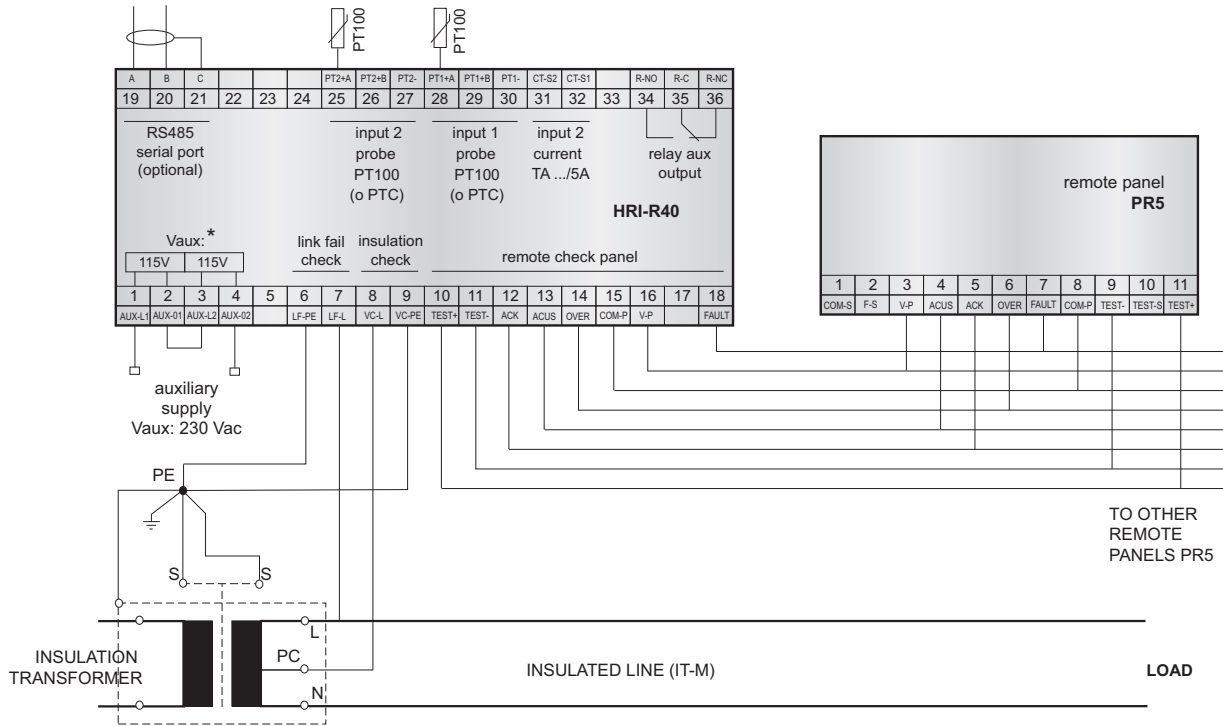 PT100
PT100
A B C PT2+A PT2+B PT2- PT1+A PT1+B PT1- CT-S2 CT-S1 R-NO R-C R-NC
19 20 21 22 23 24 25 26 27 28 29 30 31 32 33 34 35 36
RS485
serial port
(optional)
input 2
probe
PT100
(o PTC)
input 1
probe
PT100
(o PTC)
input 2
current
TA .../5A
relay aux
output
HRI-R40
Vaux: *
115V 115V
link fail
check
insulation
check
remote check panel
1 2 3 4 5 6 7 8 9 10 11 12 13 14 15 16 17 18
AUX-L1 AUX-01 AUX-L2 AUX-02 LF-PE LF-L VC-L VC-PE TEST+ TEST- ACK ACUS OVER COM-P V-P FAULT
remote panel
PR5
1 2 3 4 5 6 7 8 9 10 11
COM-S F-S V-P ACUS ACK OVER FAULT COM-P TEST- TEST-S TEST+
auxiliary
supply
Vaux: 230 Vac
PE
TO OTHER
REMOTE
PANELS PR5
S S
L
INSULATION
TRANSFORMER
PC
N
INSULATED LINE (IT-M)
LOAD